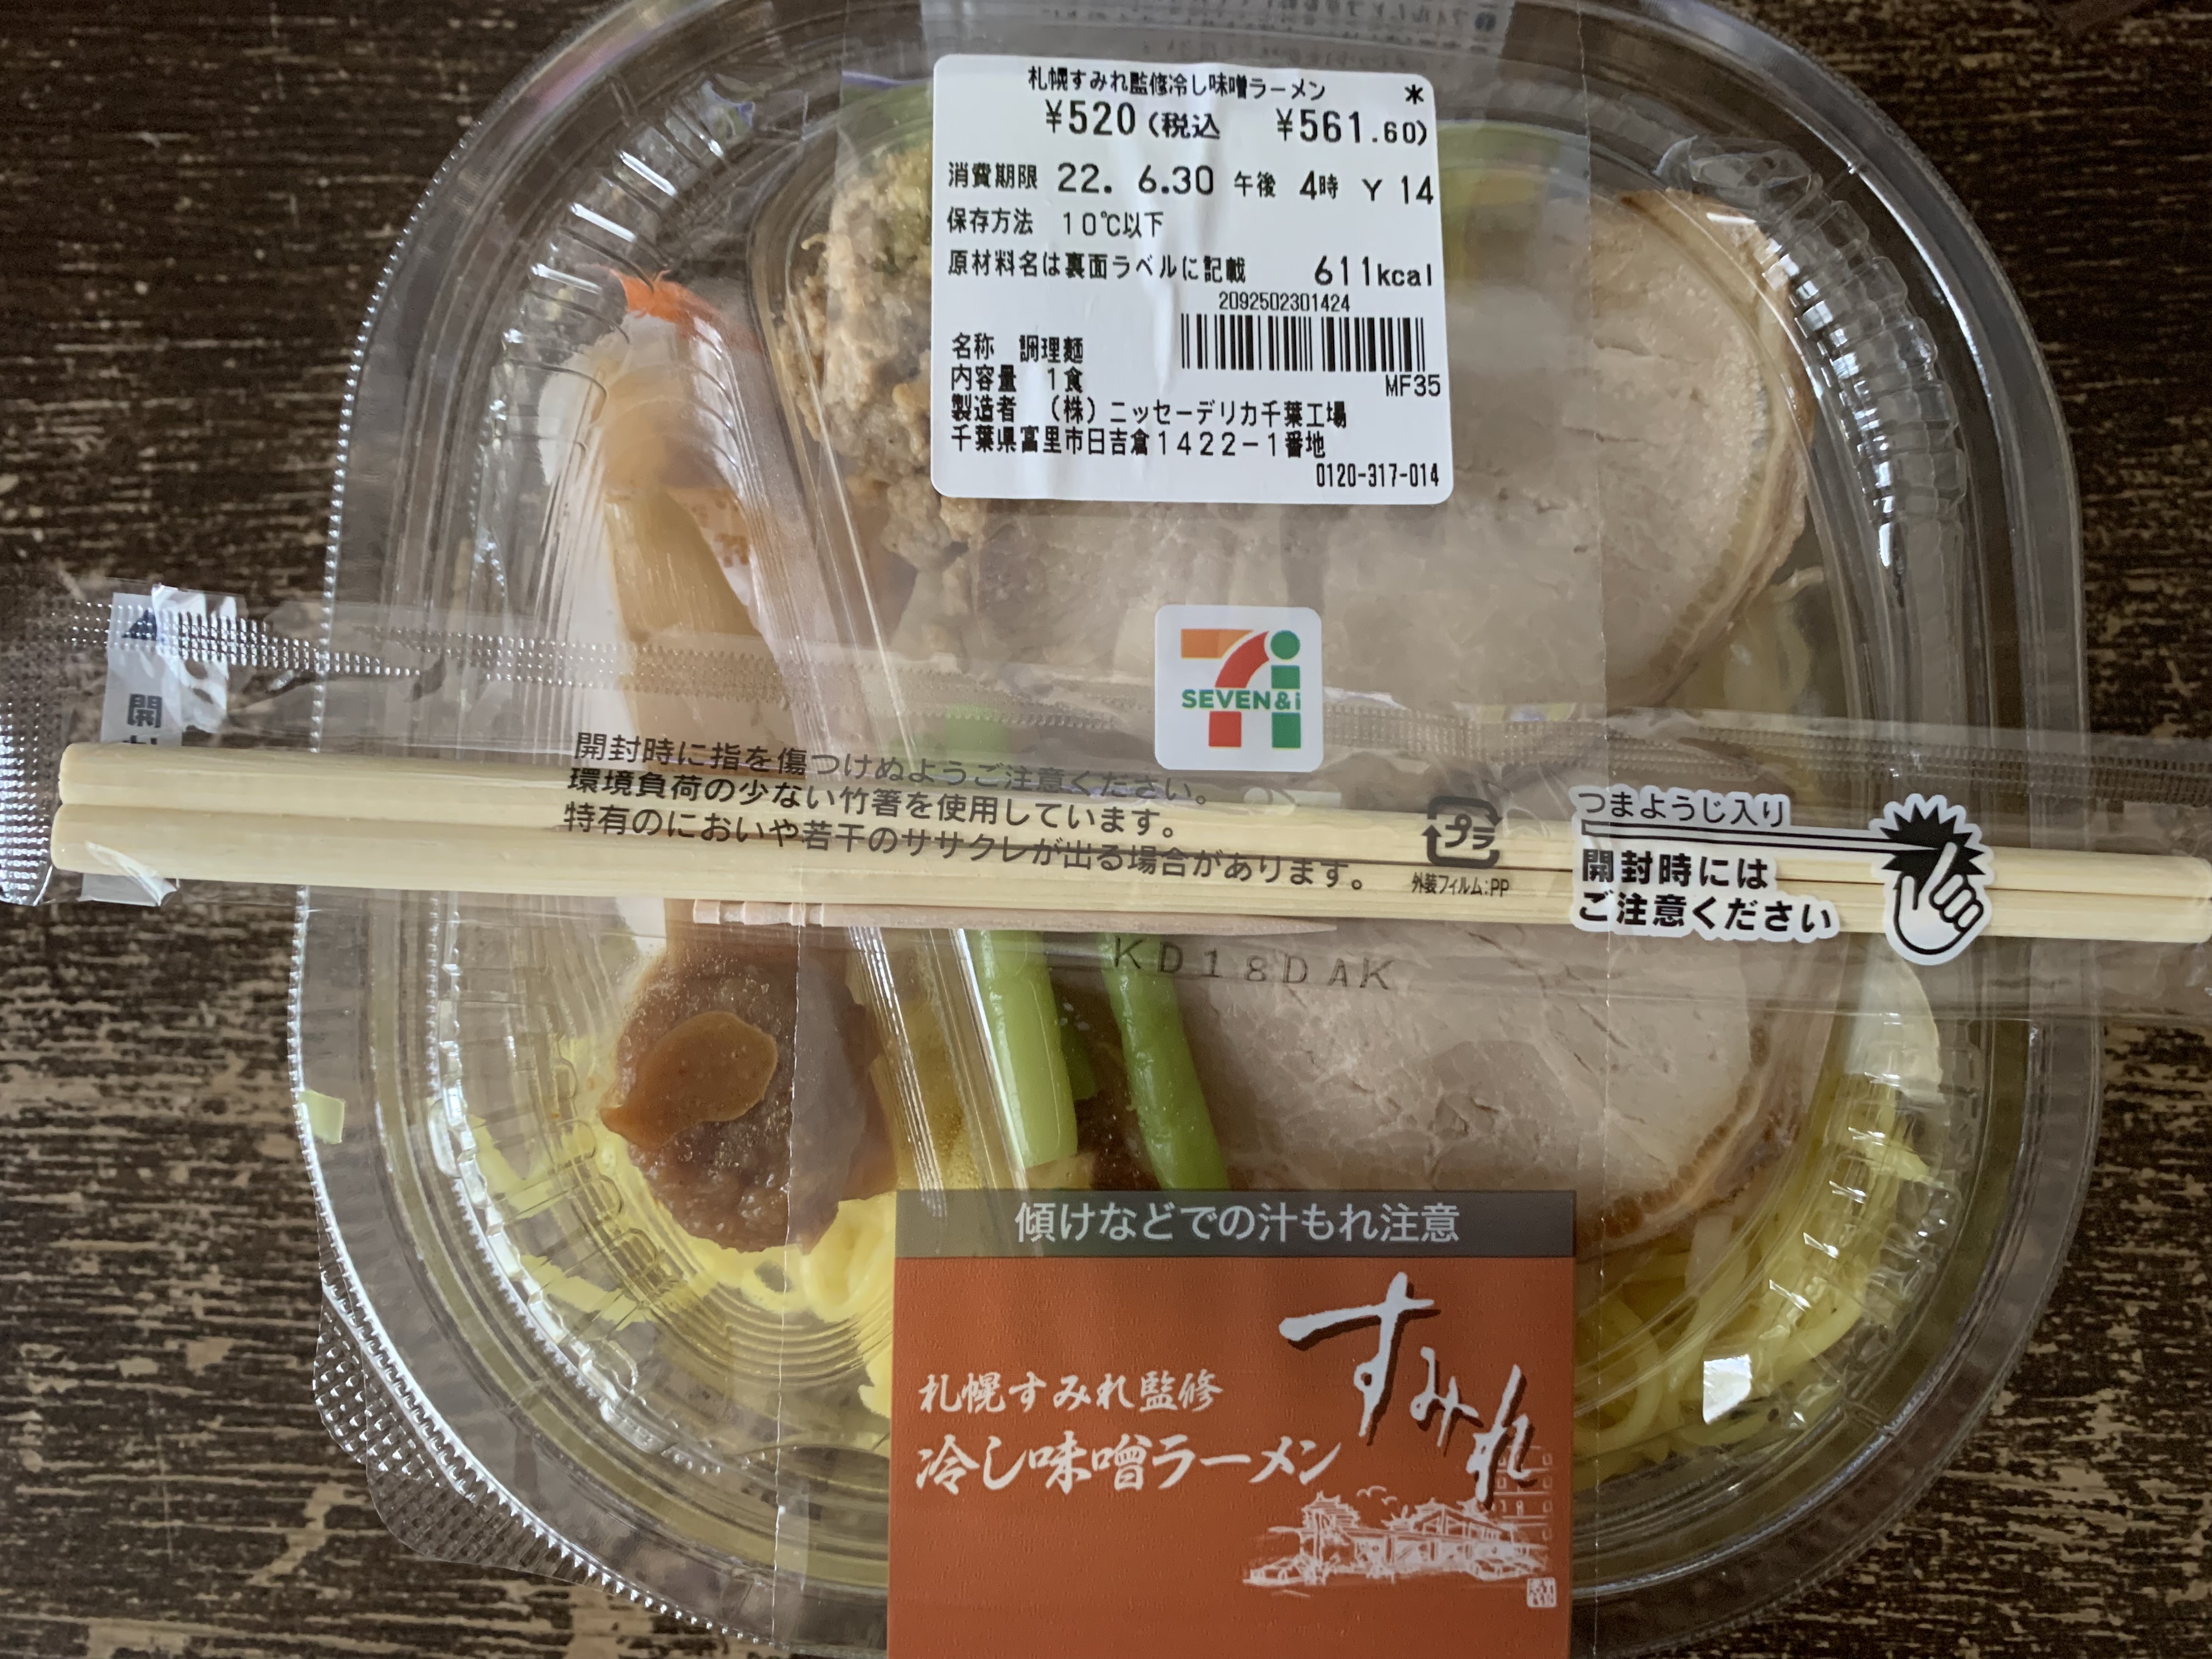 札幌すみれ監修冷し味噌ラーメン *
¥520(税込 ¥561.60)
消費期限 22. 6.30 午後 4時 Y 14
保存方法 10℃以下
原材料名は裏面ラベルに記載 611kcal
2092502301424
MF35
名称 調理麺
内容量 1食
製造者 (株)ニッセーデリカ千葉工場
千葉県富里市日吉倉1422-1番地
0120-317-014
SEVEN&i
開封時に指を傷つけぬようご注意ください。
環境負荷の少ない竹箸を使用しています。
特有のにおいや若干のササクレが出る場合があります。
プラ
外装フィルム:PP
つまようじ入り
開封時には
ご注意ください
KD18DAK
傾けなどでの汁もれ注意
すみれ
札幌すみれ監修
冷し味噌ラーメン